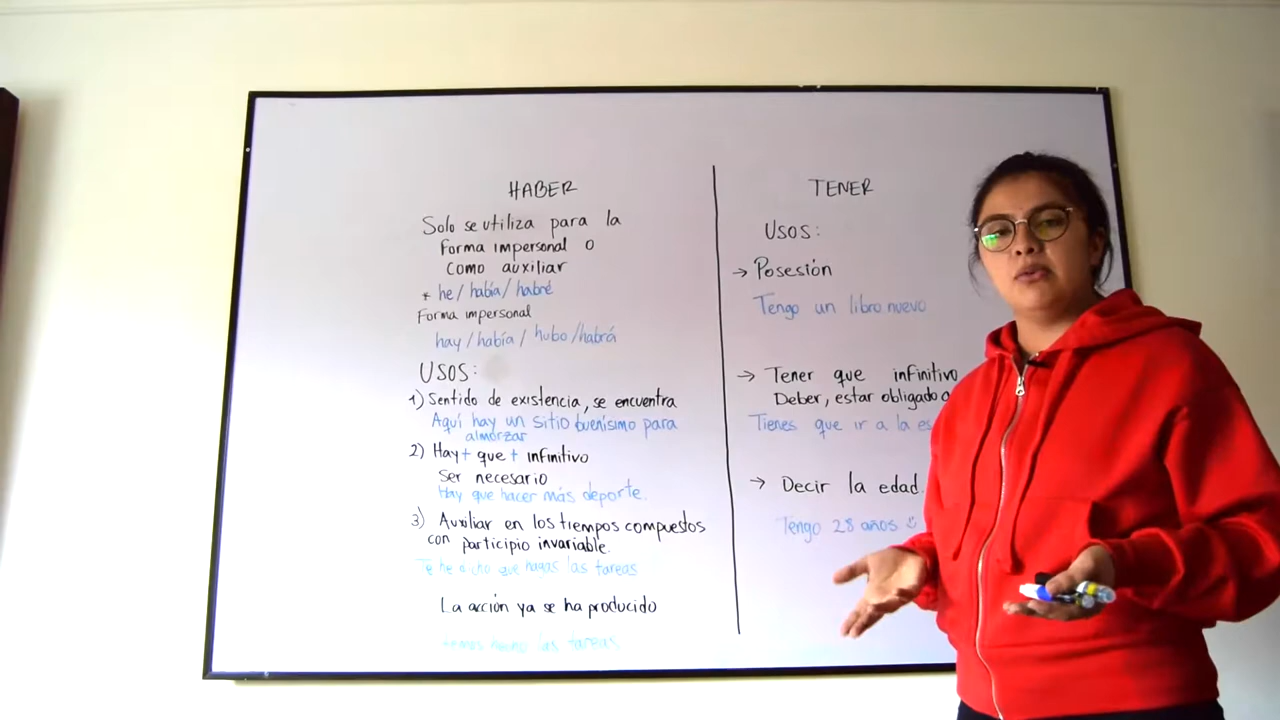 HABER
Solo se utiliza para la
forma impersonal o
como auxiliar
* he / había / habré
Forma impersonal
hay / había / hubo / habrá
USOS:
1) Sentido de existencia, se encuentra
Aquí hay un sitio buenísimo para
almorzar
2) Hay + que + infinitivo
Ser necesario
Hay que hacer más deporte.
3) Auxiliar en los tiempos compuestos
con participio invariable.
Te he que hagas las tareas
La acción ya se ha producido
hecho las tareas
TENER
USOS:
→ Posesión
Tengo un libro nuevo
→ Tener que infinitivo
Deber, estar obligado a
Tienes que ir a la es
→ Decir la edad.
Tengo 28 años